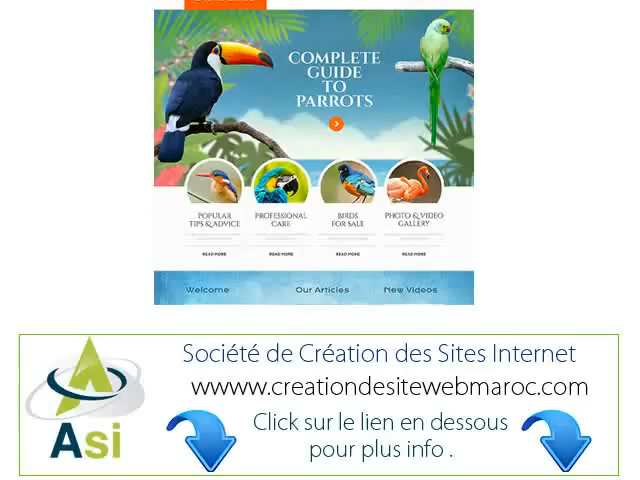 COMPLETE
GUIDE
TO
PARROTS
POPULAR
TIPS & ADVICE
PROFESSIONAL
CARE
BIRDS
FOR SALE
PHOTO & VIDEO
GALLERY
READ MORE
READ MORE
READ MORE
READ MORE
Welcome
Our Articles
New Videos
Asi
Société de Création des Sites Internet
wwww.creationdesitewebmaroc.com
Click sur le lien en dessous
pour plus info .